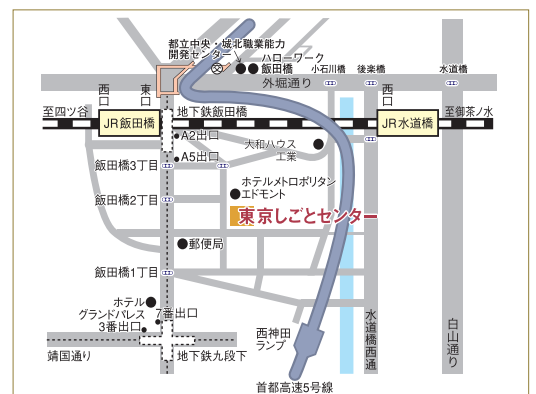 都立中央・城北職業能力
開発センター
ハローワーク
飯田橋
小石川橋
後楽橋
水道橋
外堀通り
西口
東口
西口
至四ツ谷
JR飯田橋
地下鉄飯田橋
JR水道橋
至御茶ノ水
A2出口
大和ハウス
工業
A5出口
飯田橋3丁目
ホテルメトロポリタン
エドモント
飯田橋2丁目
東京しごとセンター
郵便局
飯田橋1丁目
ホテル
グランドパレス
7番出口
3番出口
西神田
ランプ
水道橋西通り
白山通り
靖国通り
地下鉄九段下
首都高速5号線